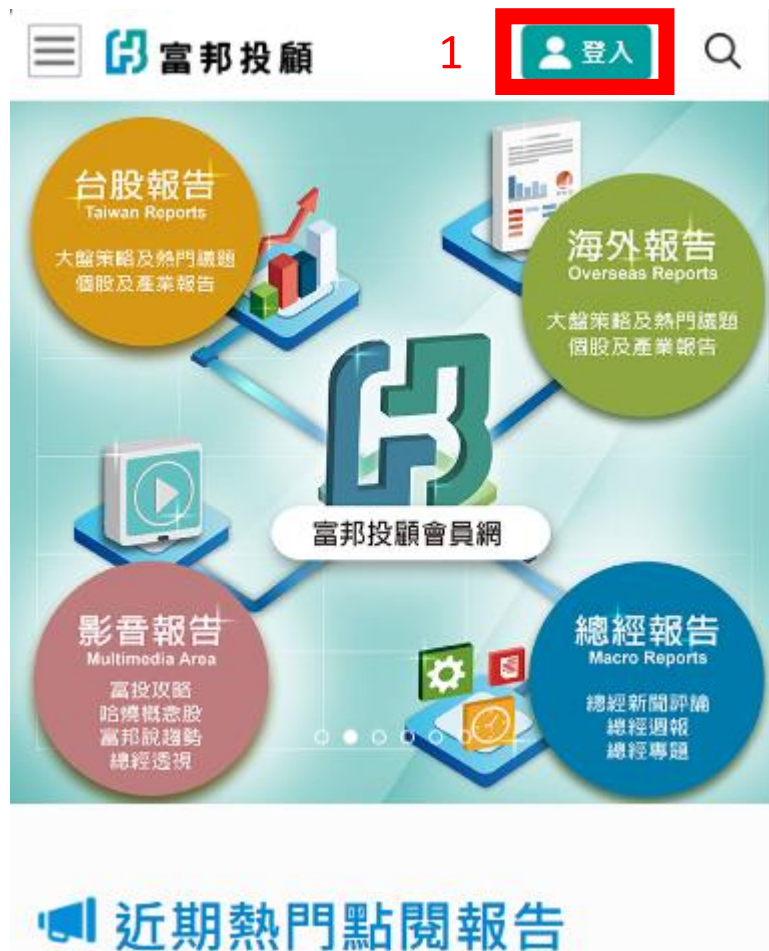 富邦投顧
1
登入
台股報告
Taiwan Reports
大盤策略及熱門議題
個股及產業報告
海外報告
Overseas Reports
大盤策略及熱門議題
個股及產業報告
富邦投顧會員網
影音報告
Multimedia Area
富投攻略
哈燒概念股
富邦說趨勢
總經透視
總經報告
Macro Reports
總經新聞評論
總經週報
總經專題
近期熱門點閱報告